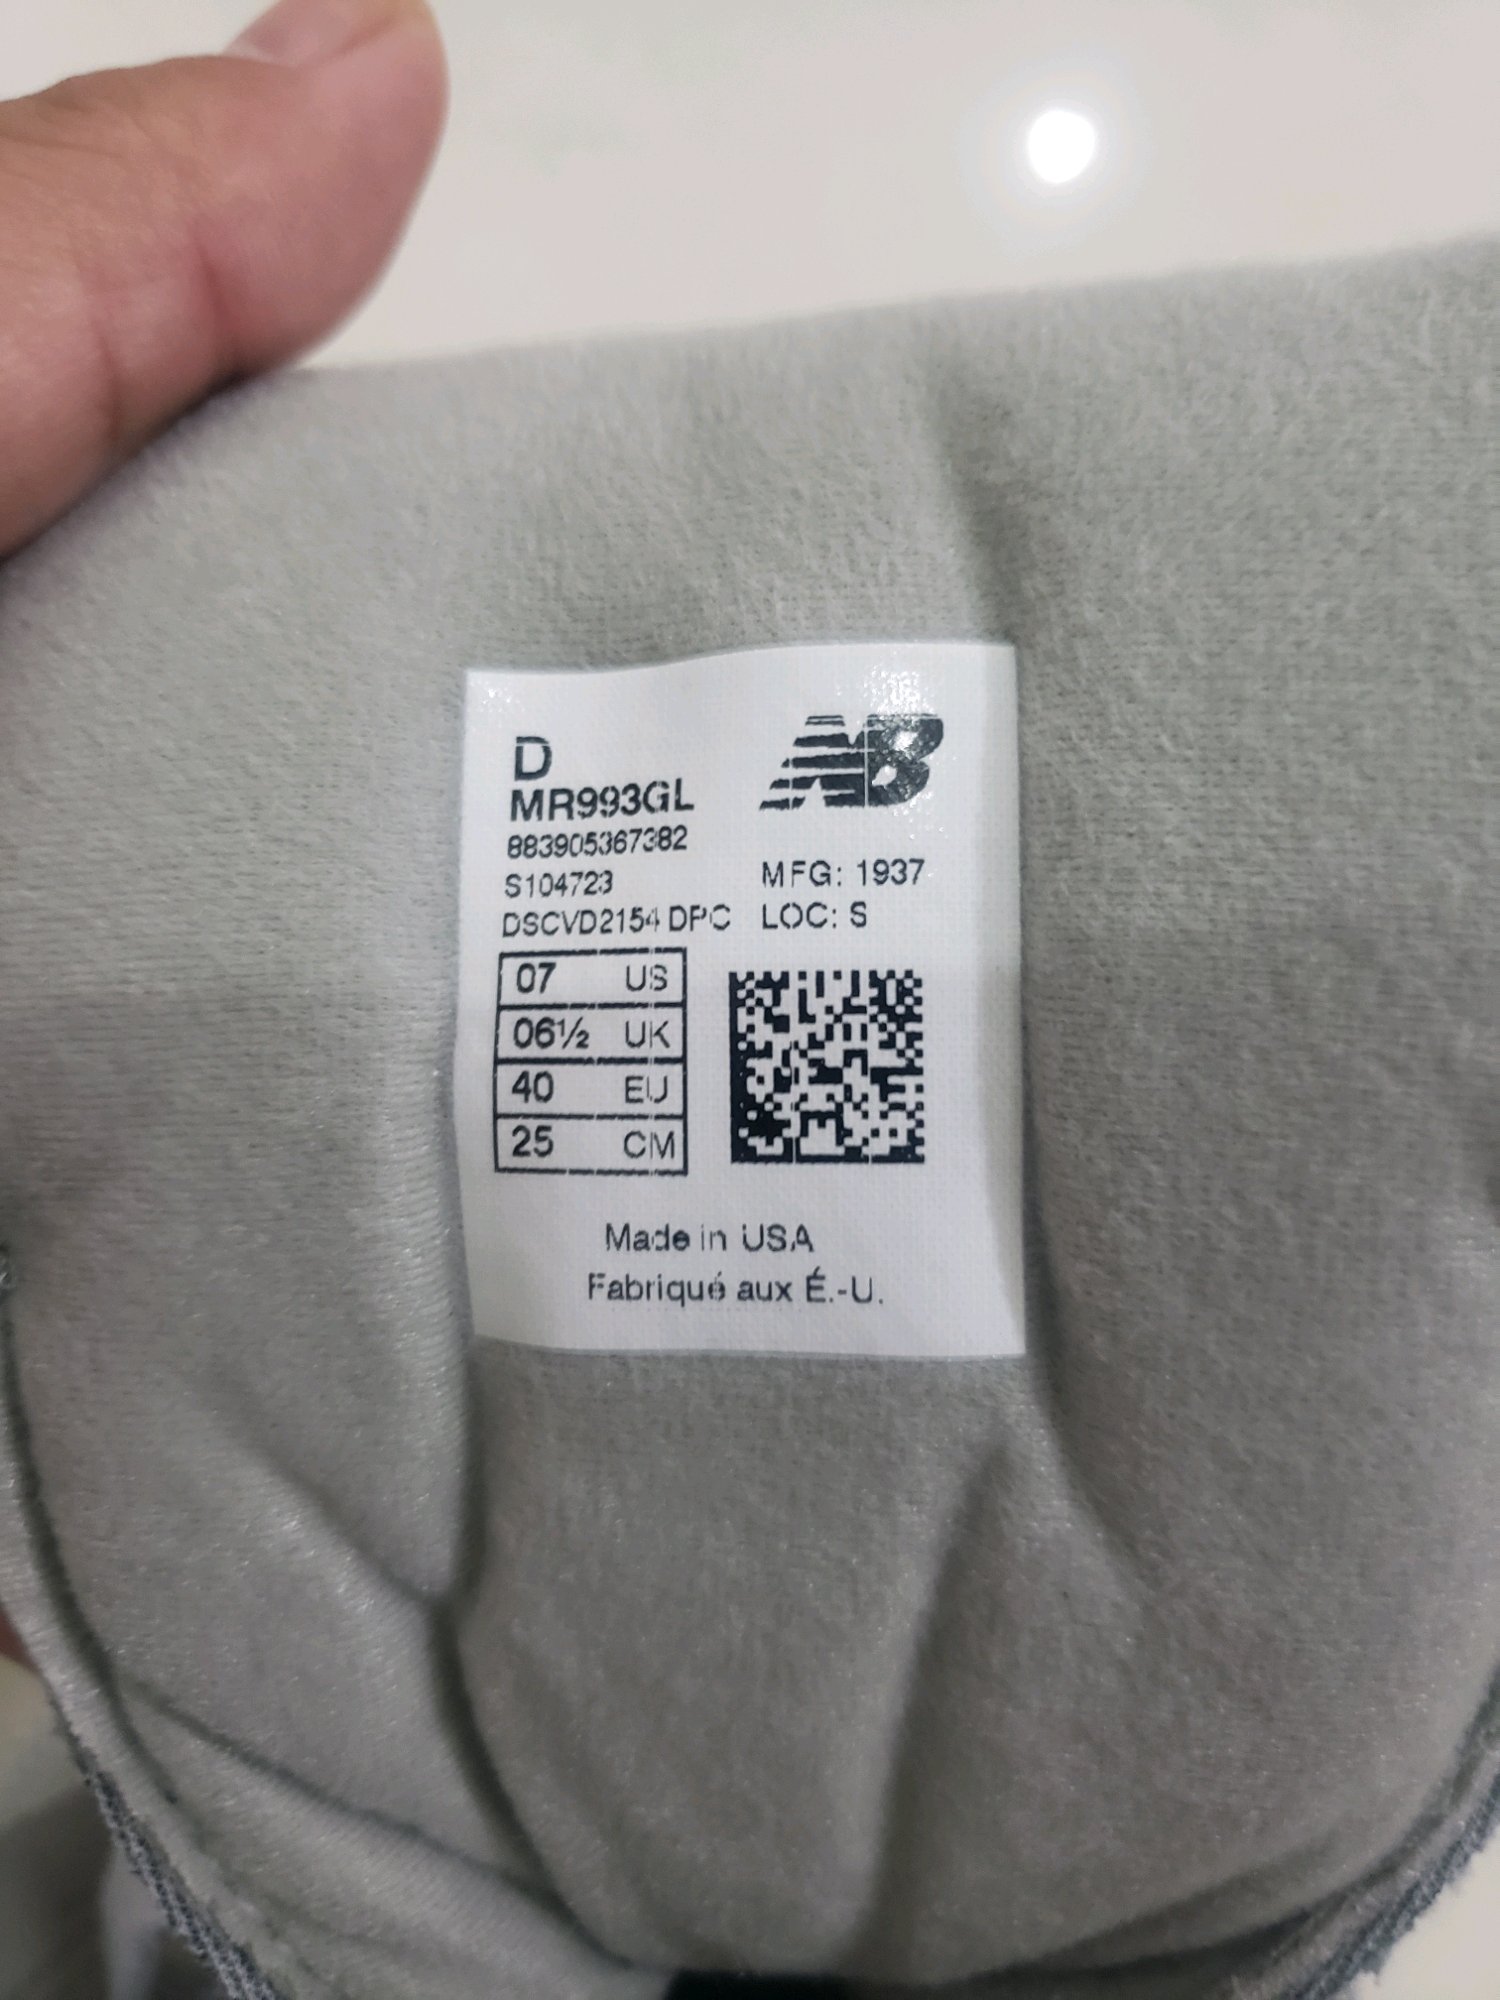 D
MR993GL
883905367382
S104723
DSCVD2154 DPC
NB
MFG: 1937
LOC: S
07 US
06½ UK
40 EU
25 CM
Made in USA
Fabriqué aux É.-U.